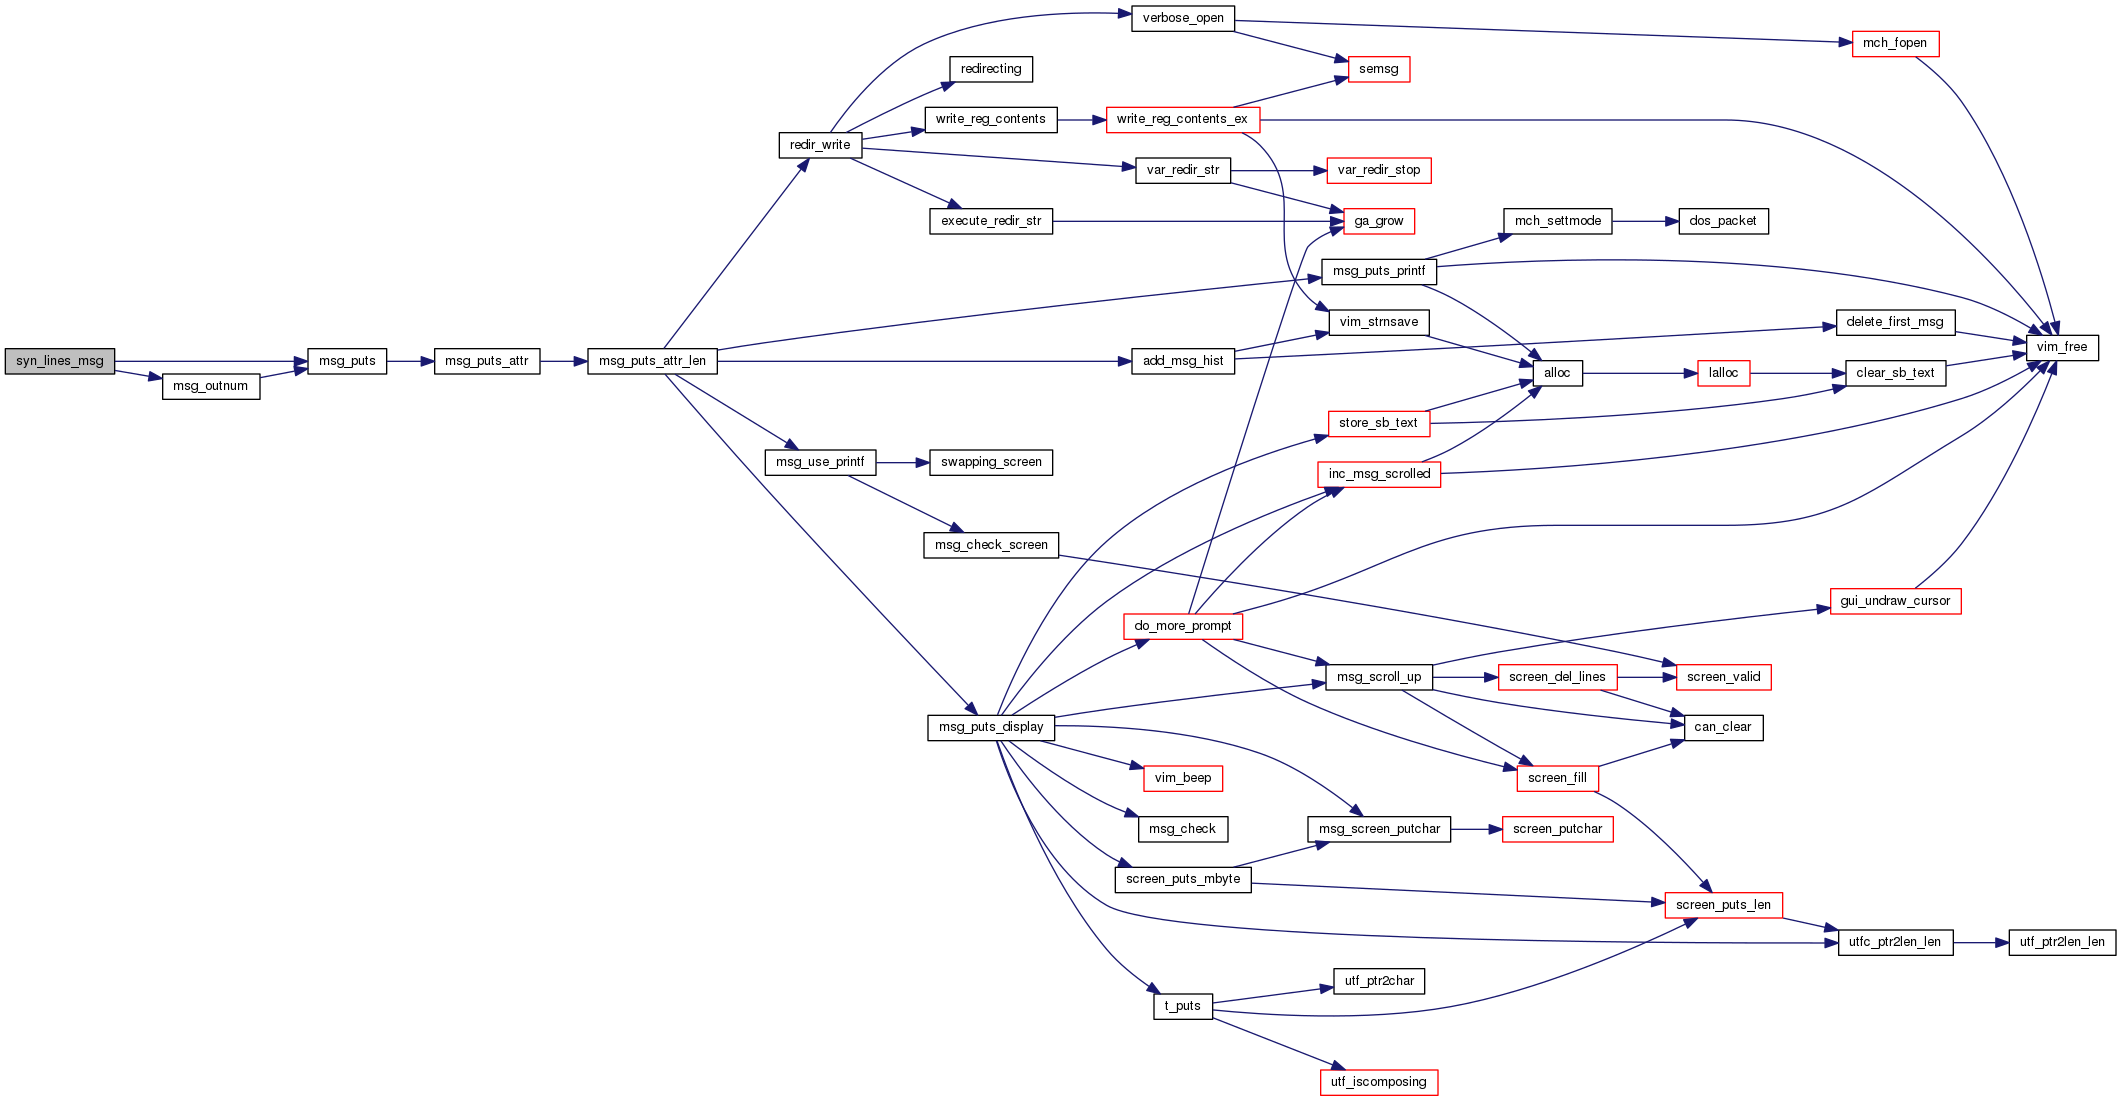 verbose_open
mch_fopen
redirecting
semsg
write_reg_contents
write_reg_contents_ex
redir_write
var_redir_str
var_redir_stop
execute_redir_str
ga_grow
mch_settmode
dos_packet
msg_puts_printf
vim_strnsave
delete_first_msg
vim_free
syn_lines_msg
msg_puts
msg_puts_attr
msg_puts_attr_len
add_msg_hist
alloc
lalloc
clear_sb_text
msg_outnum
store_sb_text
msg_use_printf
swapping_screen
inc_msg_scrolled
msg_check_screen
gui_undraw_cursor
do_more_prompt
msg_scroll_up
screen_del_lines
screen_valid
msg_puts_display
can_clear
vim_beep
screen_fill
msg_check
msg_screen_putchar
screen_putchar
screen_puts_mbyte
screen_puts_len
utfc_ptr2len_len
utf_ptr2len_len
utf_ptr2char
t_puts
utf_iscomposing